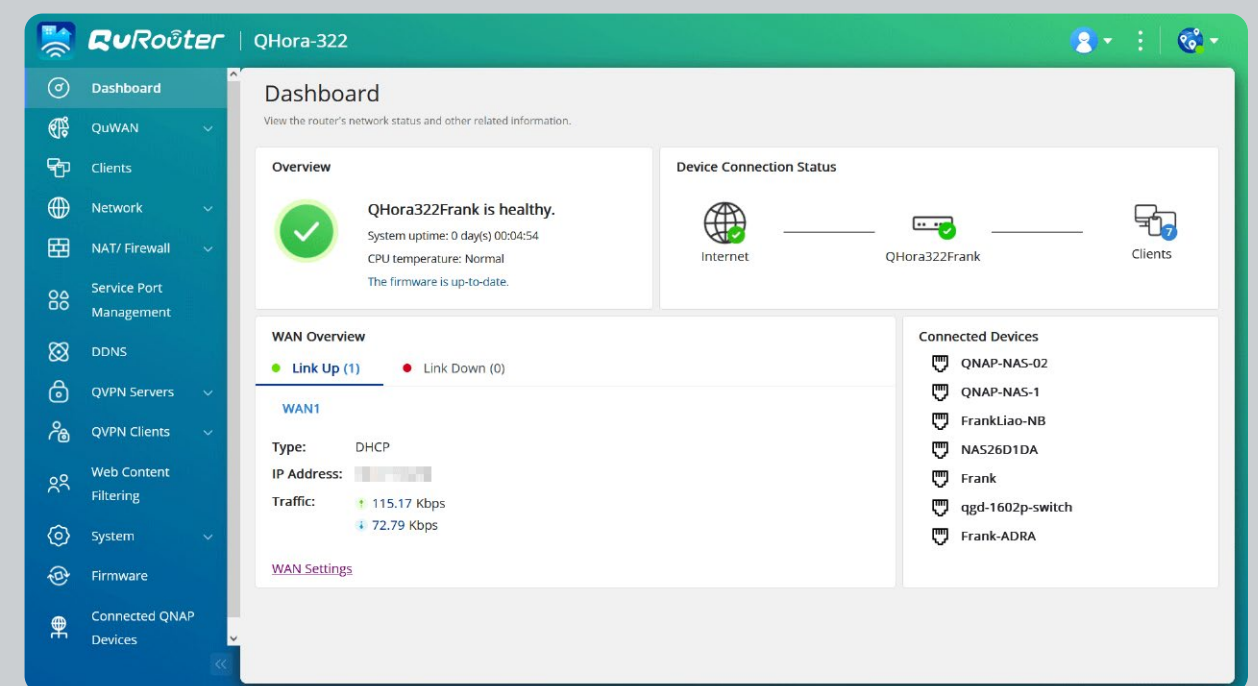 QuRouter | QHora-322
Dashboard
QuWAN
Clients
Network
NAT/ Firewall
Service Port
Management
DDNS
QVPN Servers
QVPN Clients
Web Content
Filtering
System
Firmware
Connected QNAP
Devices
Dashboard
View the router's network status and other related information.
Overview
QHora322Frank is healthy.
System uptime: 0 day(s) 00:04:54
CPU temperature: Normal
The firmware is up-to-date.
Device Connection Status
Internet
QHora322Frank
7
Clients
WAN Overview
Link Up (1)
Link Down (0)
WAN1
Type: DHCP
IP Address:
Traffic: 115.17 Kbps
72.79 Kbps
WAN Settings
Connected Devices
QNAP-NAS-02
QNAP-NAS-1
FrankLiao-NB
NAS26D1DA
Frank
qgd-1602p-switch
Frank-ADRA